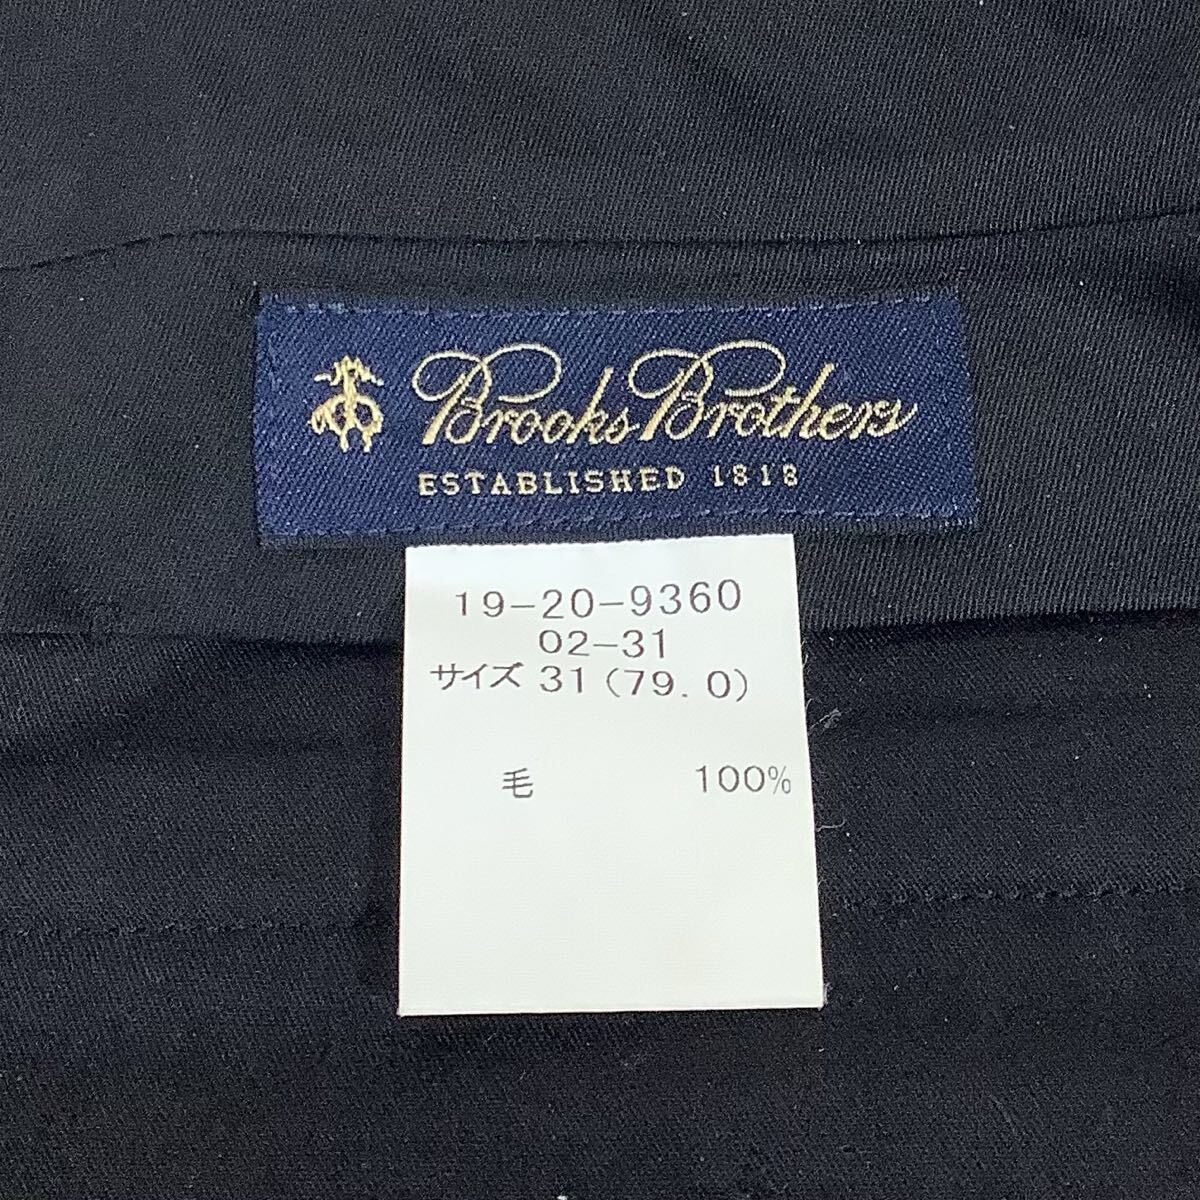 Brooks Brothers
ESTABLISHED 1818
19-20-9360
02-31
サイズ 31 (79.0)
毛 100%